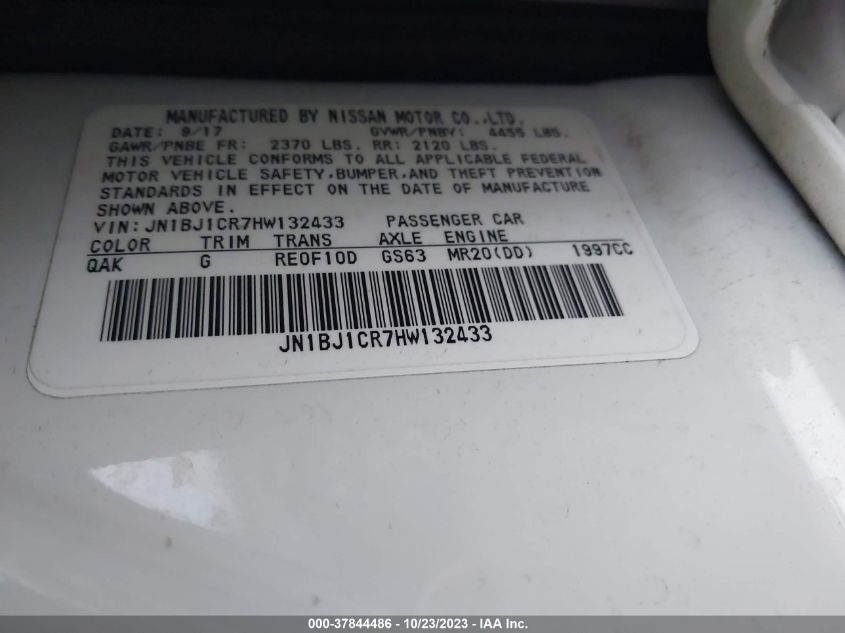 MANUFACTURED BY NISSAN MOTOR CO.,LTD.
DATE: 9/17 GVWR/PNBV: 4455 LBS.
GAWR/PNBE FR: 2370 LBS. RR: 2120 LBS.
THIS VEHICLE CONFORMS TO ALL APPLICABLE FEDERAL
MOTOR VEHICLE SAFETY,BUMPER,AND THEFT PREVENTION
STANDARDS IN EFFECT ON THE DATE OF MANUFACTURE
SHOWN ABOVE.
VIN:JN1BJ1CR7HW132433 PASSENGER CAR
COLOR TRIM TRANS AXLE ENGINE
QAK G RE0F10D GS63 MR20(DD) 1997CC
JN1BJ1CR7HW132433
000-37844486 - 10/23/2023 - IAA Inc.